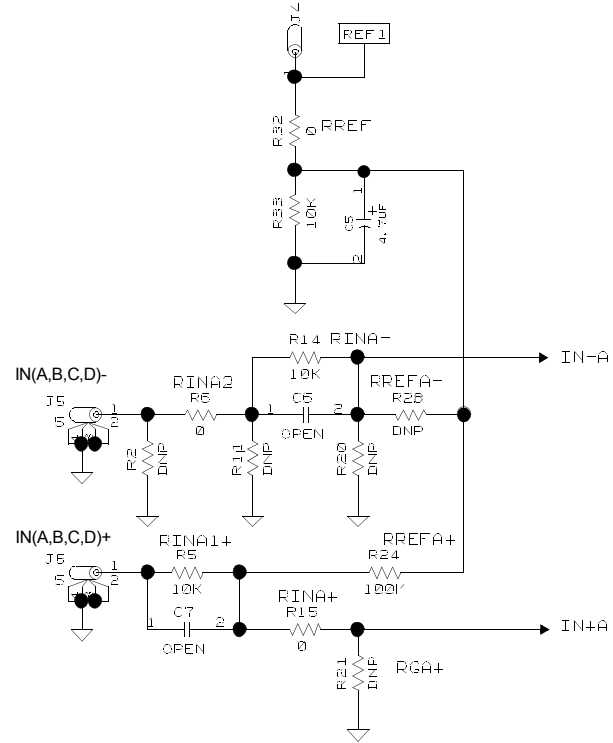 J4
REF1
1
R32
0
RREF
R33
10K
C5
1
+
4.7UF
2
R14
RINA-
10K
IN-A
IN(A,B,C,D)-
RINA2
RREFA-
J5
1
R6
1
C6
2
R28
5
2
0
OPEN
DNP
R2
DNP
R11
DNP
R20
DNP
IN(A,B,C,D)+
RINA1+
RREFA+
J6
1
R5
R24
5
2
10K
100K
RINA+
1
C7
2
R15
IN+A
OPEN
0
R21
DNP
RGA+